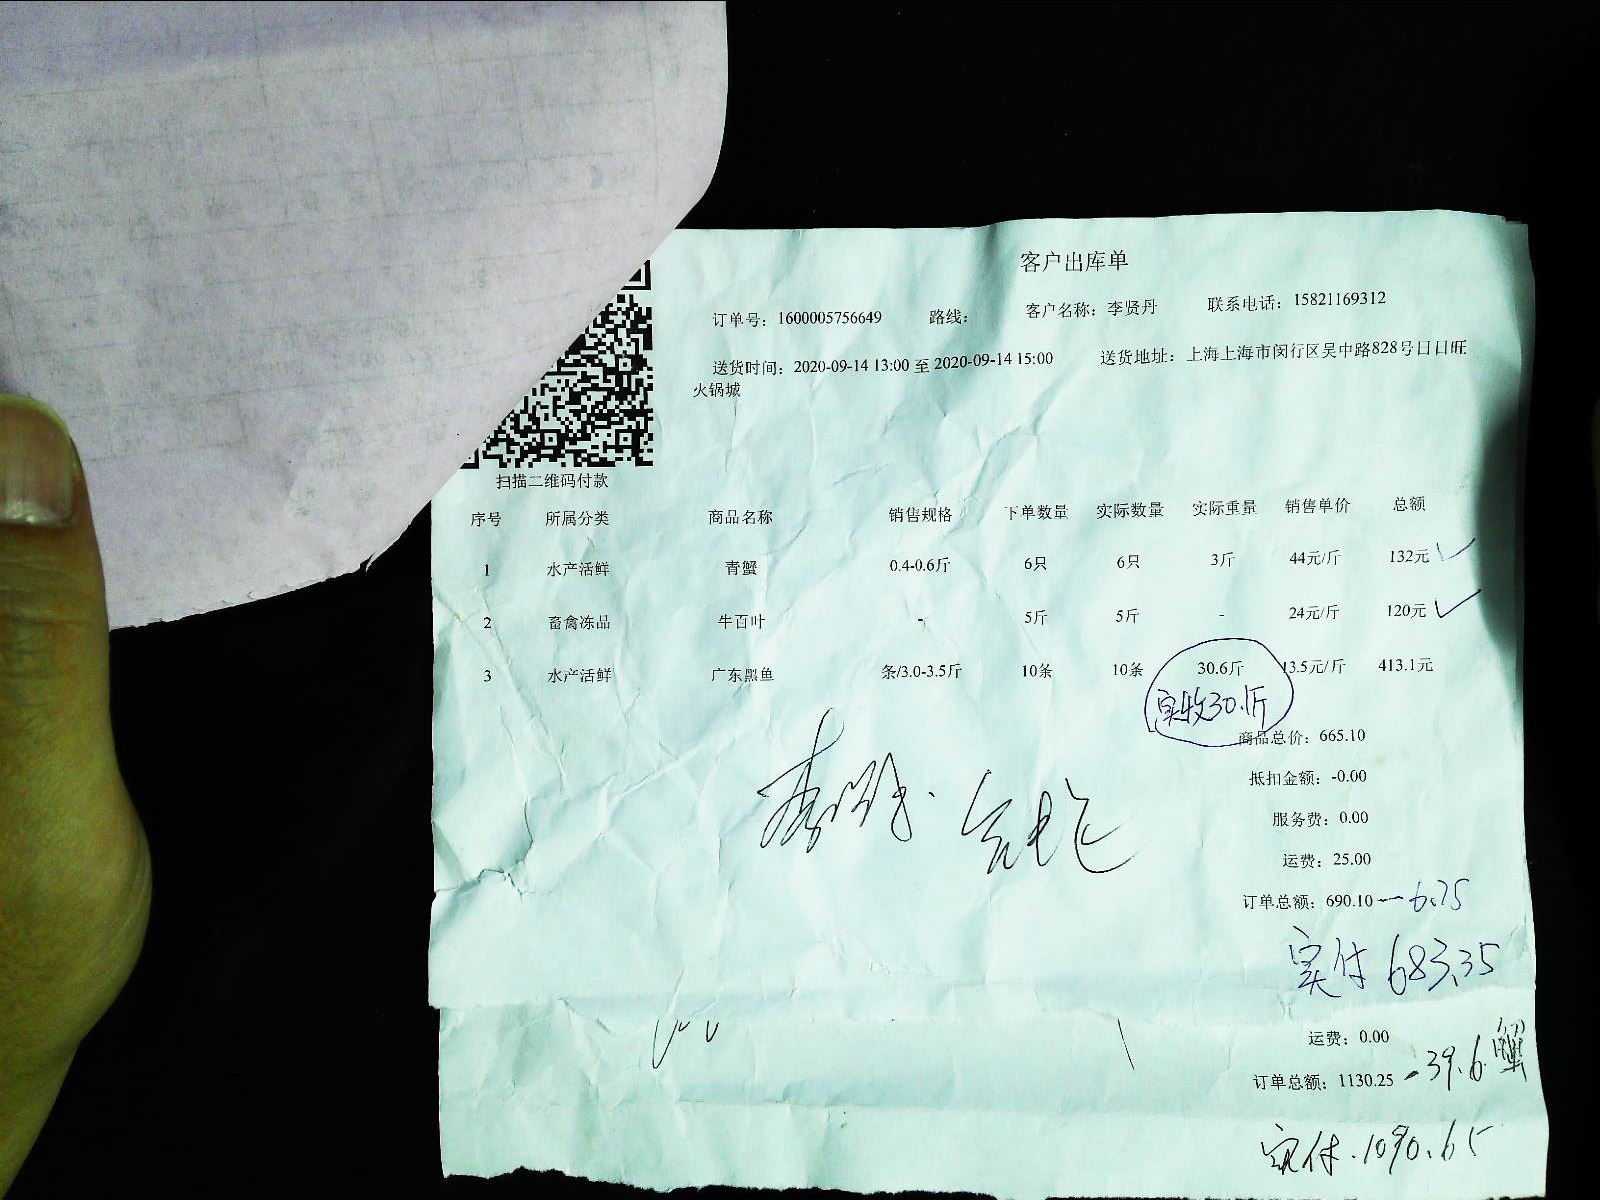 客户出库单
订单号：1600005756649 路线： 客户名称：李贤丹 联系电话：15821169312
送货时间：2020-09-14 13:00 至 2020-09-14 15:00 送货地址：上海上海市闵行区吴中路828号日日旺
火锅城
扫描二维码付款
序号 所属分类 商品名称 销售规格 下单数量 实际数量 实际重量 销售单价 总额
1 水产活鲜 青蟹 0.4-0.6斤 6只 6只 3斤 44元/斤 132元
2 畜禽冻品 牛百叶 - 5斤 5斤 - 24元/斤 120元
3 水产活鲜 广东黑鱼 条/3.0-3.5斤 10条 10条 30.6斤 13.5元/斤 413.1元
实收30.1斤
商品总价：665.10
抵扣金额：-0.00
服务费：0.00
运费：25.00
订单总额：690.10 -6.75
实付 683.35
运费：0.00
订单总额：1130.25 -39.6 蟹
实付.1090.65